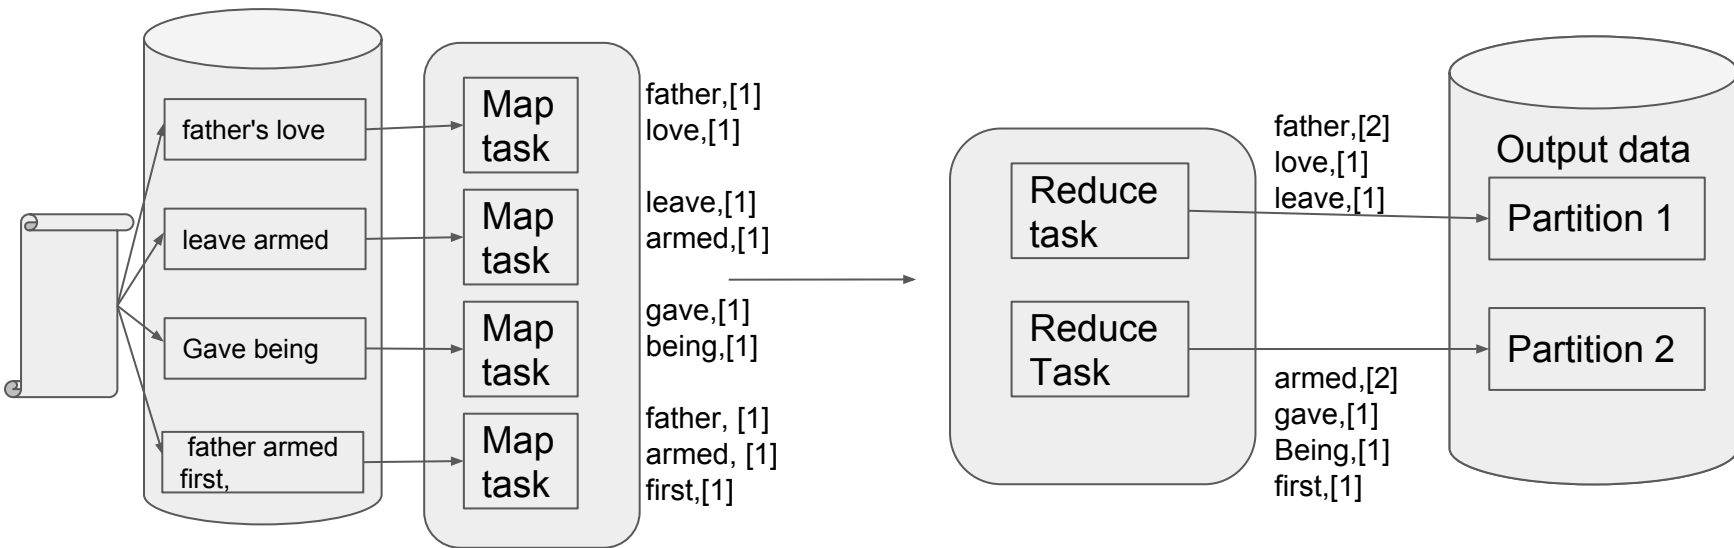 father's love
leave armed
Gave being
father armed
first,
Map
task
Map
task
Map
task
Map
task
father,[1]
love,[1]
leave,[1]
armed,[1]
gave,[1]
being,[1]
father, [1]
armed, [1]
first,[1]
Reduce
task
Reduce
Task
father,[2]
love,[1]
leave,[1]
armed,[2]
gave,[1]
Being,[1]
first,[1]
Output data
Partition 1
Partition 2